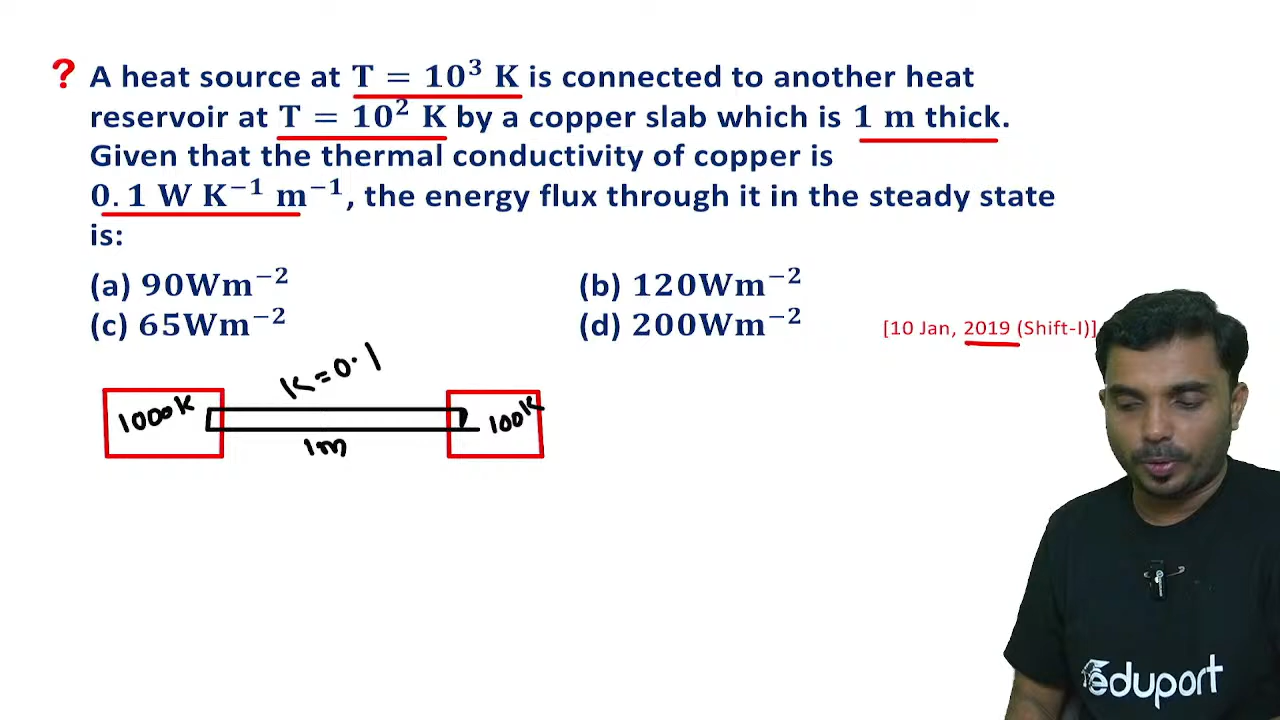 ? A heat source at T = 10³ K is connected to another heat
reservoir at T = 10² K by a copper slab which is 1 m thick.
Given that the thermal conductivity of copper is
0.1 W K⁻¹ m⁻¹, the energy flux through it in the steady state
is:
(a) 90Wm⁻² (b) 120Wm⁻²
(c) 65Wm⁻² (d) 200Wm⁻² [10 Jan, 2019 (Shift-I)]
K=0.1
1000K 100K
1m
eduport